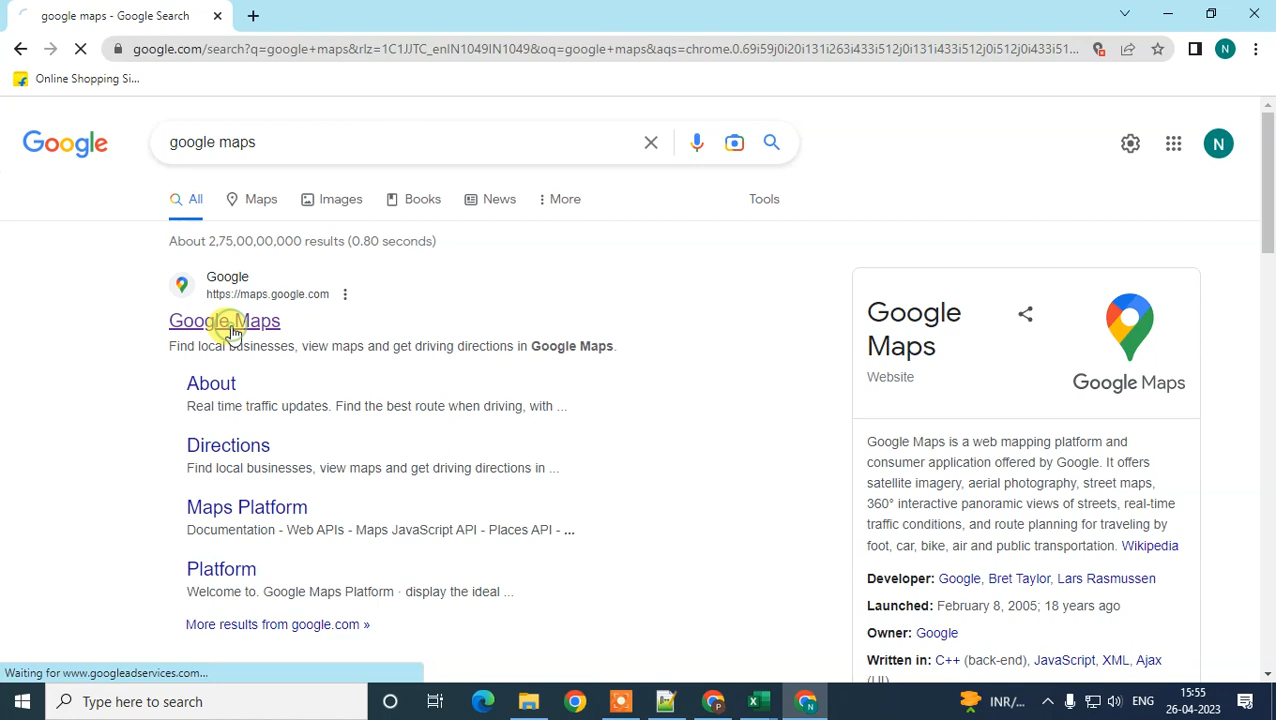 google maps - Google Search
google.com/search?q=google+maps&rlz=1C1JJTC_enIN1049IN1049&oq=google+maps&aqs=chrome.0.69i59j0i20i131i263i433i512j0i131i433i512j0i512j0i433i51...
N
Online Shopping Si...
Google
google maps
N
All
Maps
Images
Books
News
More
Tools
About 2,75,00,00,000 results (0.80 seconds)
Google
https://maps.google.com
Google Maps
Find local businesses, view maps and get driving directions in Google Maps.
About
Real time traffic updates. Find the best route when driving, with ...
Directions
Find local businesses, view maps and get driving directions in ...
Maps Platform
Documentation - Web APIs - Maps JavaScript API - Places API - ...
Platform
Welcome to. Google Maps Platform · display the ideal ...
More results from google.com »
Google
Maps
Website
Google Maps
Google Maps is a web mapping platform and
consumer application offered by Google. It offers
satellite imagery, aerial photography, street maps,
360° interactive panoramic views of streets, real-time
traffic conditions, and route planning for traveling by
foot, car, bike, air and public transportation. Wikipedia
Developer: Google, Bret Taylor, Lars Rasmussen
Launched: February 8, 2005; 18 years ago
Owner: Google
Written in: C++ (back-end), JavaScript, XML, Ajax
(UI)
Waiting for www.googleadservices.com...
Type here to search
INR/...
ENG
15:55
26-04-2023